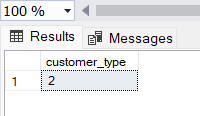 100 %
Results Messages
customer_type
1 2